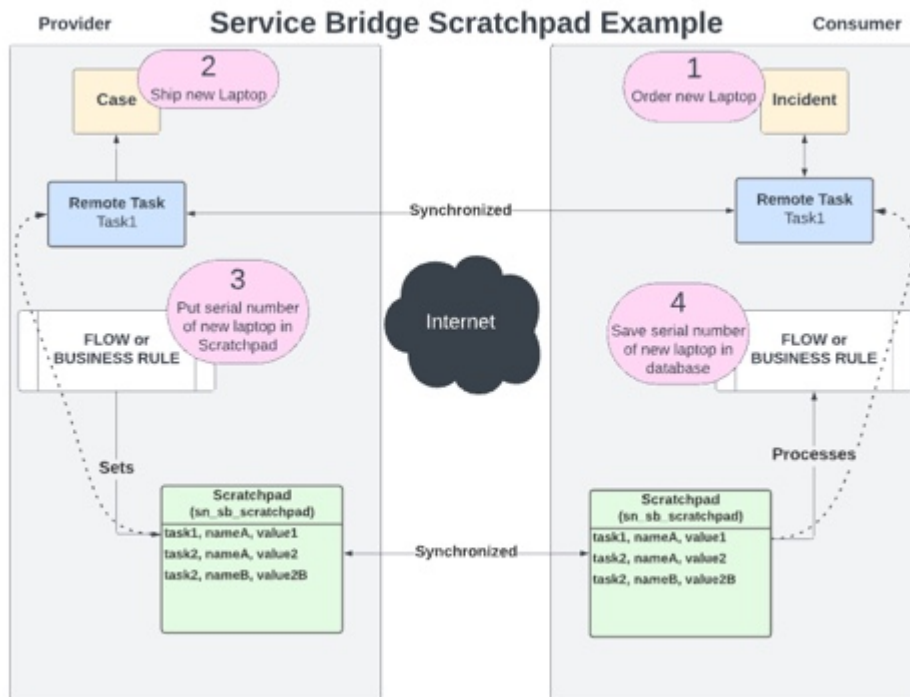 Service Bridge Scratchpad Example
Provider
Consumer
2
Ship new Laptop
Case
1
Order new Laptop
Incident
Remote Task
Task1
Synchronized
Remote Task
Task1
3
Put serial number
of new laptop in
Scratchpad
FLOW or
BUSINESS RULE
Internet
4
Save serial number
of new laptop in
database
FLOW or
BUSINESS RULE
Sets
Processes
Scratchpad
(sn_sb_scratchpad)
task1, nameA, value1
task2, nameA, value2
task2, nameB, value2B
Synchronized
Scratchpad
(sn_sb_scratchpad)
task1, nameA, value1
task2, nameA, value2
task2, nameB, value2B